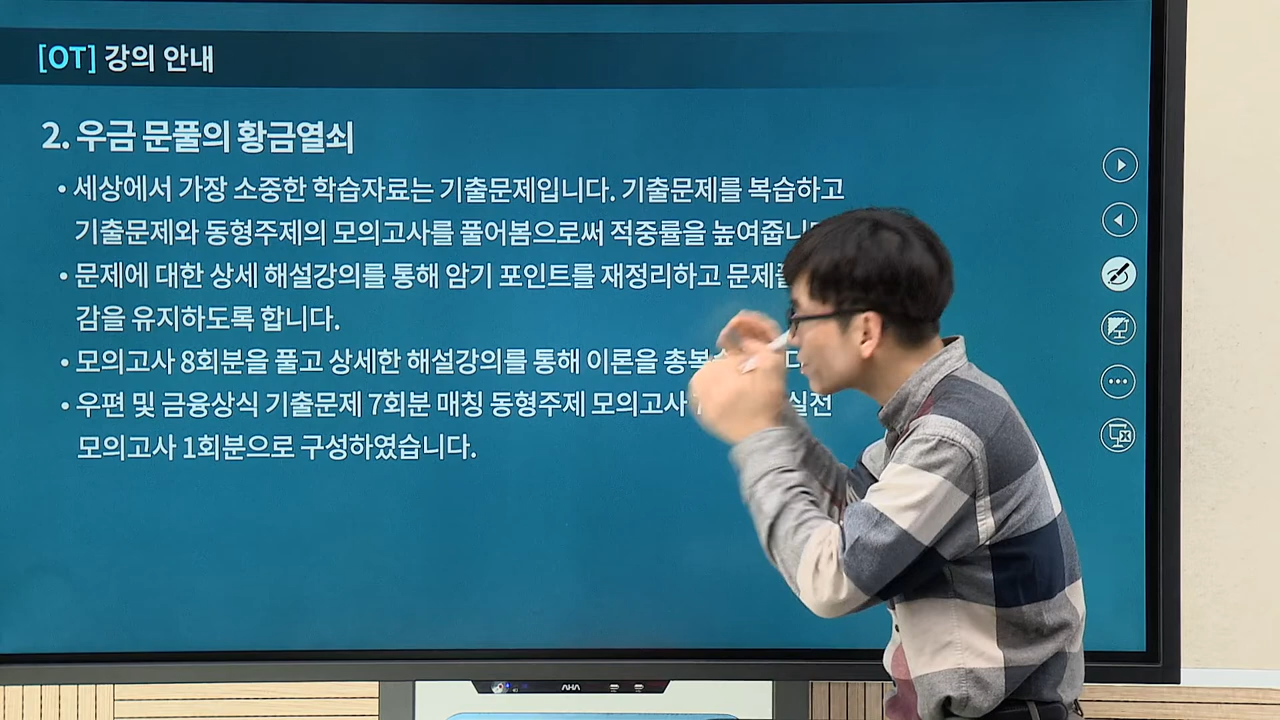 [OT] 강의 안내
2. 우금 문풀의 황금열쇠
• 세상에서 가장 소중한 학습자료는 기출문제입니다. 기출문제를 복습하고
기출문제와 동형주제의 모의고사를 풀어봄으로써 적중률을
• 문제에 대한 상세 해설강의를 통해 암기 포인트를 재정리하고
감을 유지하도록 합니다.
• 모의고사 8회분을 풀고 상세한 해설강의를 통해 이론을
• 우편 및 금융상식 기출문제 7회분 매칭 동형주제 모의고사 실전
모의고사 1회분으로 구성하였습니다.
AHA